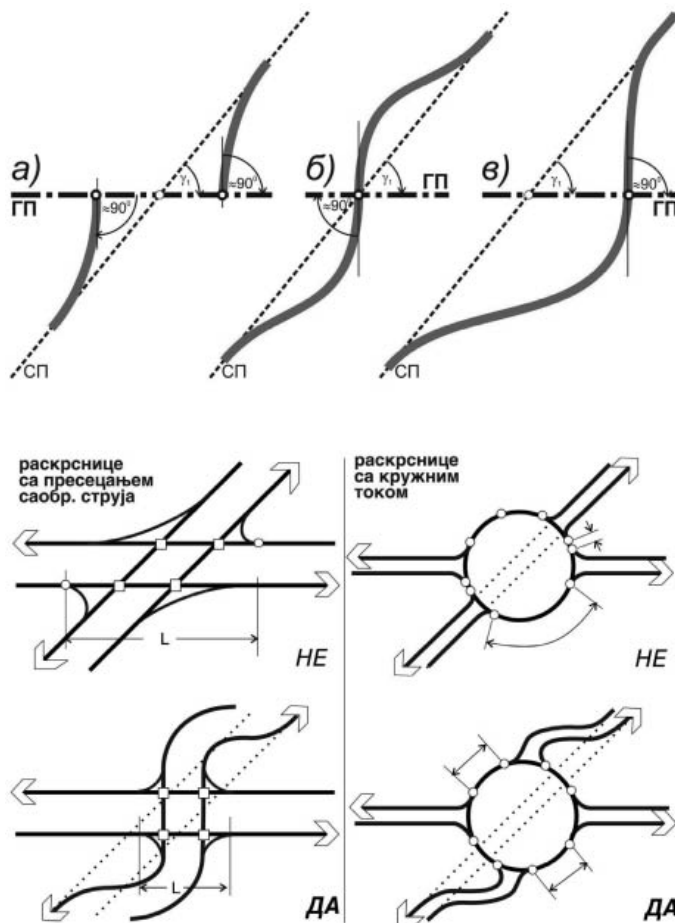 а)
б)
в)
γ₁
≈90°
γ₁
ГП
γ₁
≈90°
ГП
≈90°
≈90°
ГП
СП
СП
СП
раскрснице
са пресецањем
саобр. струја
L
НЕ
раскрснице
са кружним
током
НЕ
L
ДА
ДА